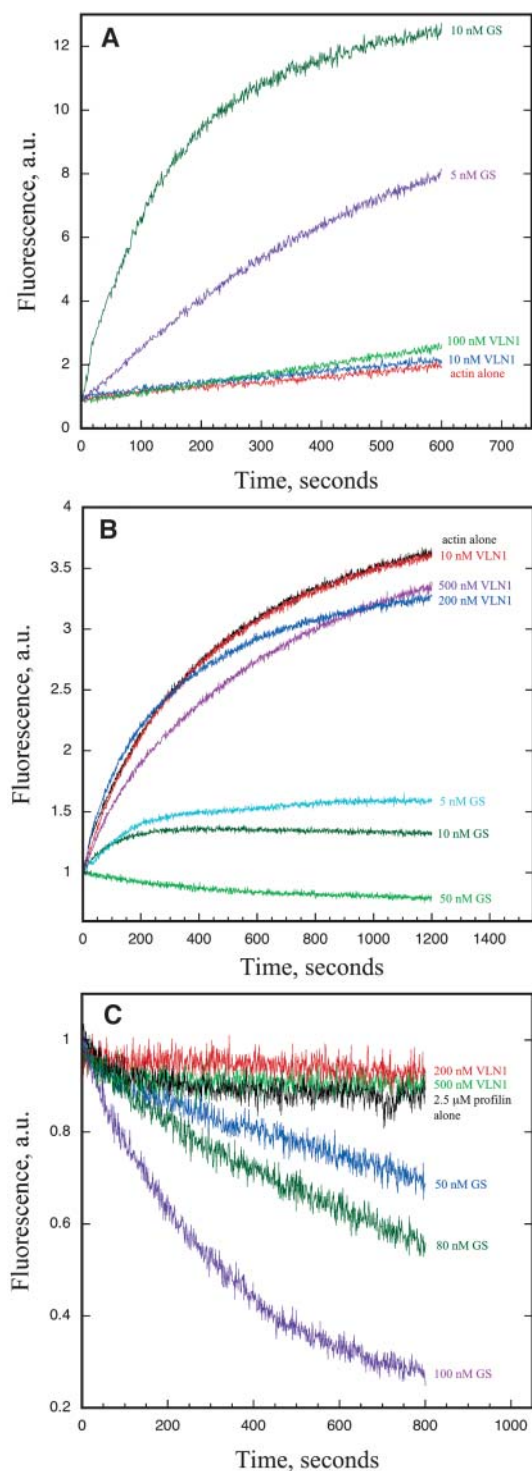 A
10 nM GS
12
10
8
5 nM GS
6
4
100 nM VLN1
2
10 nM VLN1
actin alone
0
0 100 200 300 400 500 600 700
Fluorescence, a.u.
Time, seconds
B
4
actin alone
10 nM VLN1
3.5
500 nM VLN1
200 nM VLN1
3
2.5
2
5 nM GS
1.5
10 nM GS
1
50 nM GS
0 200 400 600 800 1000 1200 1400
Fluorescence, a.u.
Time, seconds
C
1
200 nM VLN1
500 nM VLN1
2.5 µM profilin
alone
0.8
50 nM GS
0.6
80 nM GS
0.4
100 nM GS
0.2
0 200 400 600 800 1000
Fluorescence, a.u.
Time, seconds